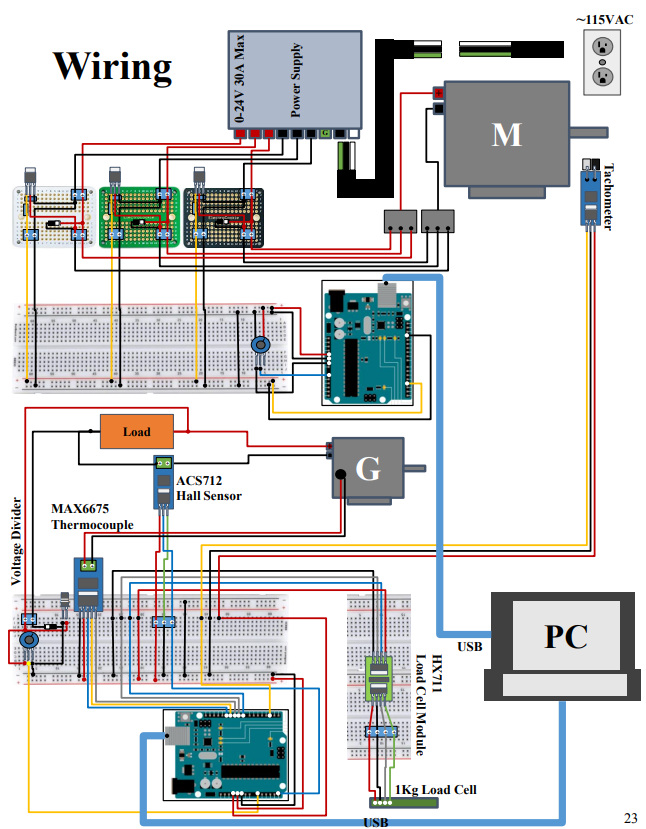 ~115VAC
Wiring
0-24V 30A Max
Power Supply
G
M
Tachometer
Load
G
ACS712
Hall Sensor
MAX6675
Thermocouple
Voltage Divider
HX711
Load Cell Module
USB
PC
1Kg Load Cell
USB
23